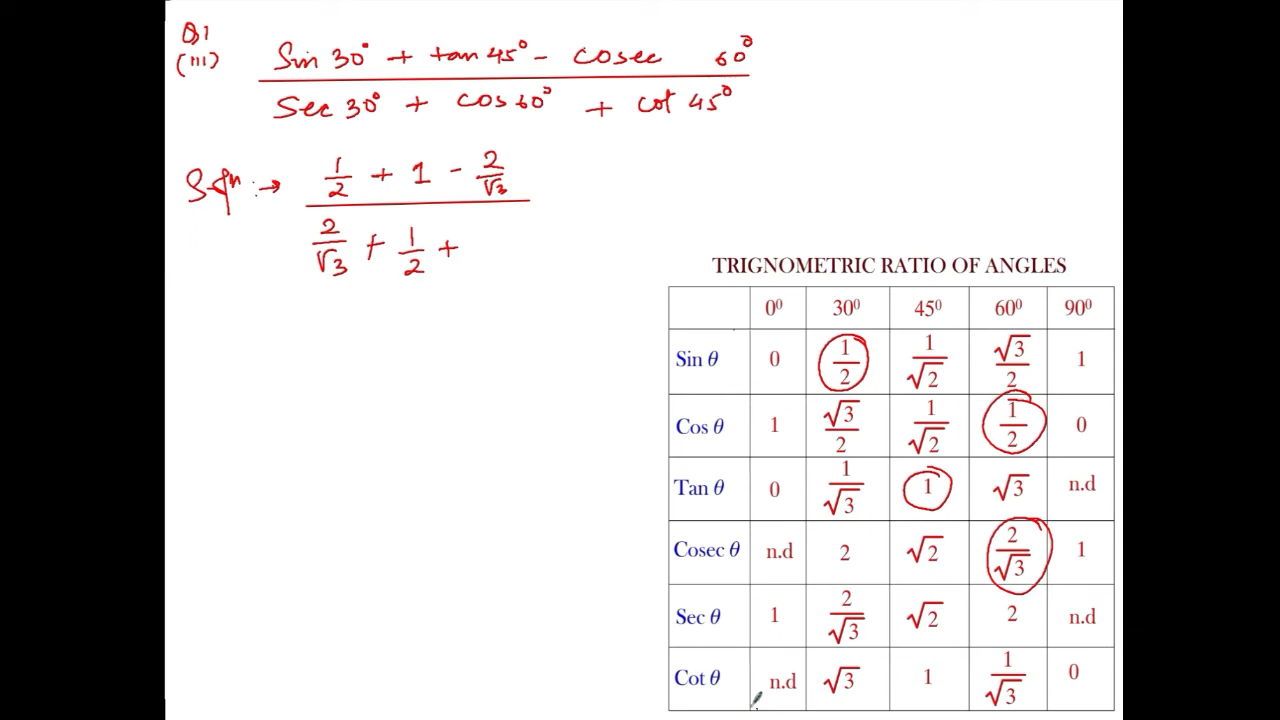 Q1
(III) Sin 30° + tan 45° - cosec 60°
Sec 30° + cos 60° + cot 45°
Solⁿ :→ 1/2 + 1 - 2/√3
2/√3 + 1/2 +
TRIGNOMETRIC RATIO OF ANGLES
0⁰ 30⁰ 45⁰ 60⁰ 90⁰
Sin θ 0 1/2 1/√2 √3/2 1
Cos θ 1 √3/2 1/√2 1/2 0
Tan θ 0 1/√3 1 √3 n.d
Cosec θ n.d 2 √2 2/√3 1
Sec θ 1 2/√3 √2 2 n.d
Cot θ n.d √3 1 1/√3 0